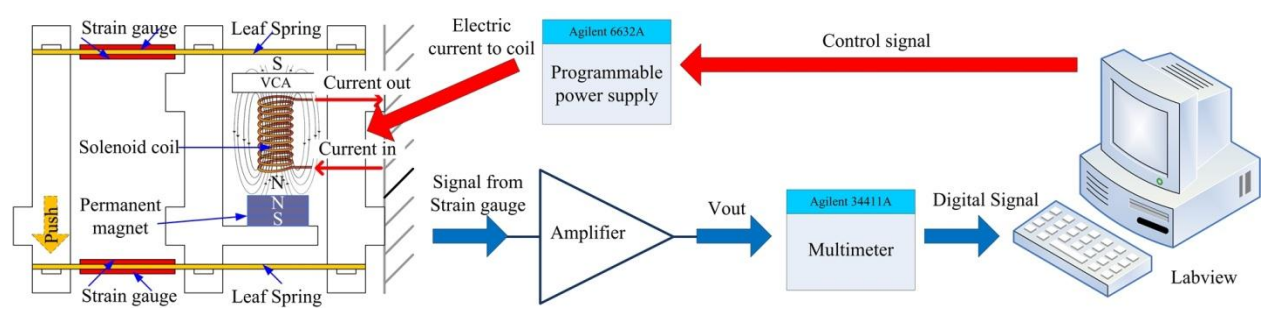 Strain gauge
Leaf Spring
S
VCA
Current out
Solenoid coil
Current in
N
Permanent
magnet
N
S
Push
Strain gauge
Leaf Spring
Electric
current to coil
Agilent 6632A
Programmable
power supply
Control signal
Signal from
Strain gauge
Amplifier
Vout
Agilent 34411A
Multimeter
Digital Signal
Labview